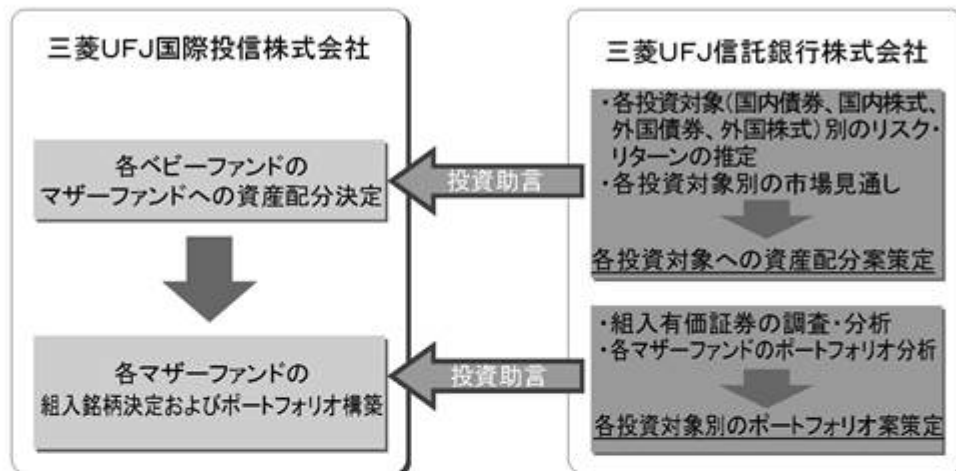 三菱UFJ国際投信株式会社
各ベビーファンドの
マザーファンドへの資産配分決定
各マザーファンドの
組入銘柄決定およびポートフォリオ構築
投資助言
投資助言
三菱UFJ信託銀行株式会社
・各投資対象(国内債券、国内株式、
外国債券、外国株式)別のリスク・
リターンの推定
・各投資対象別の市場見通し
各投資対象への資産配分案策定
・組入有価証券の調査・分析
・各マザーファンドのポートフォリオ分析
各投資対象別のポートフォリオ案策定